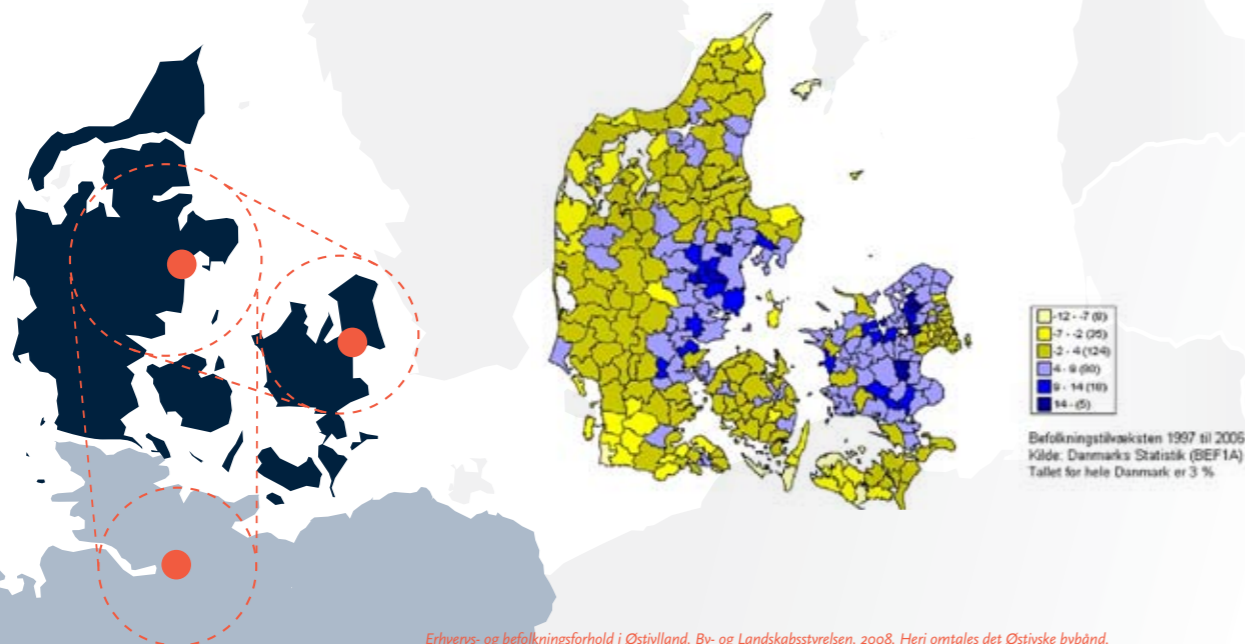 -12 - -7 (9)
-7 - -2 (25)
-2 - 4 (124)
4 - 9 (90)
9 - 14 (18)
14 - (5)
Befolkningstilvæksten 1997 til 2006
Kilde: Danmarks Statistik (BEF1A)
Tallet for hele Danmark er 3 %
Erhvervs- og befolkningsforhold i Østjylland. By- og Landskabsstyrelsen, 2008. Heri omtales det Østjyske bybånd.